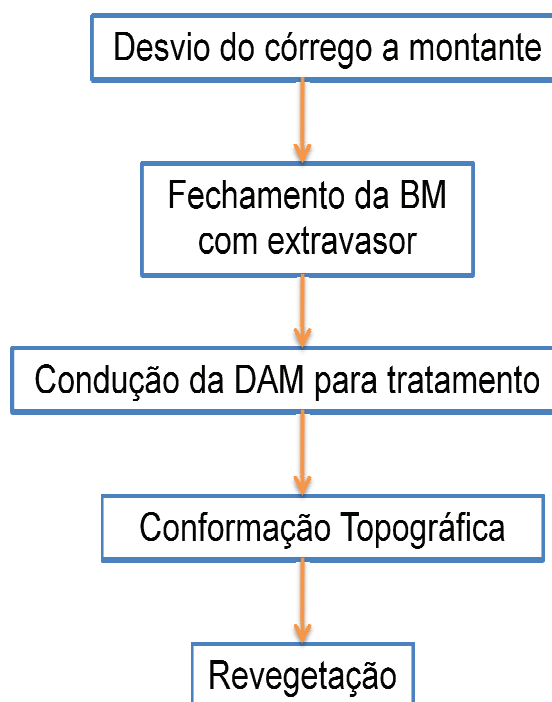 Desvio do córrego a montante
Fechamento da BM
com extravasor
Condução da DAM para tratamento
Conformação Topográfica
Revegetação